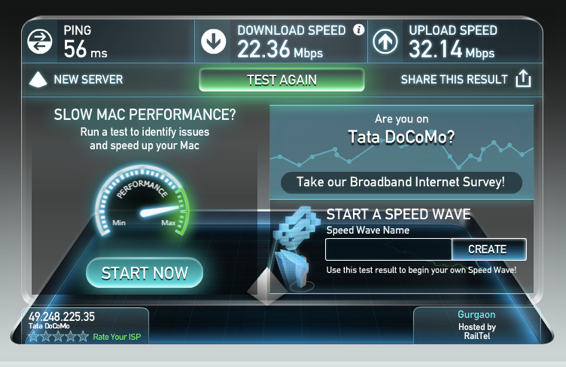 PING
56 ms
DOWNLOAD SPEED
22.36 Mbps
UPLOAD SPEED
32.14 Mbps
NEW SERVER
TEST AGAIN
SHARE THIS RESULT
SLOW MAC PERFORMANCE?
Run a test to identify issues
and speed up your Mac
PERFORMANCE
Min
Max
START NOW
Are you on
Tata DoCoMo?
Take our Broadband Internet Survey!
START A SPEED WAVE
Speed Wave Name
CREATE
Use this test result to begin your own Speed Wave!
49.248.225.35
Tata DoCoMo
Rate Your ISP
Gurgaon
Hosted by
RailTel